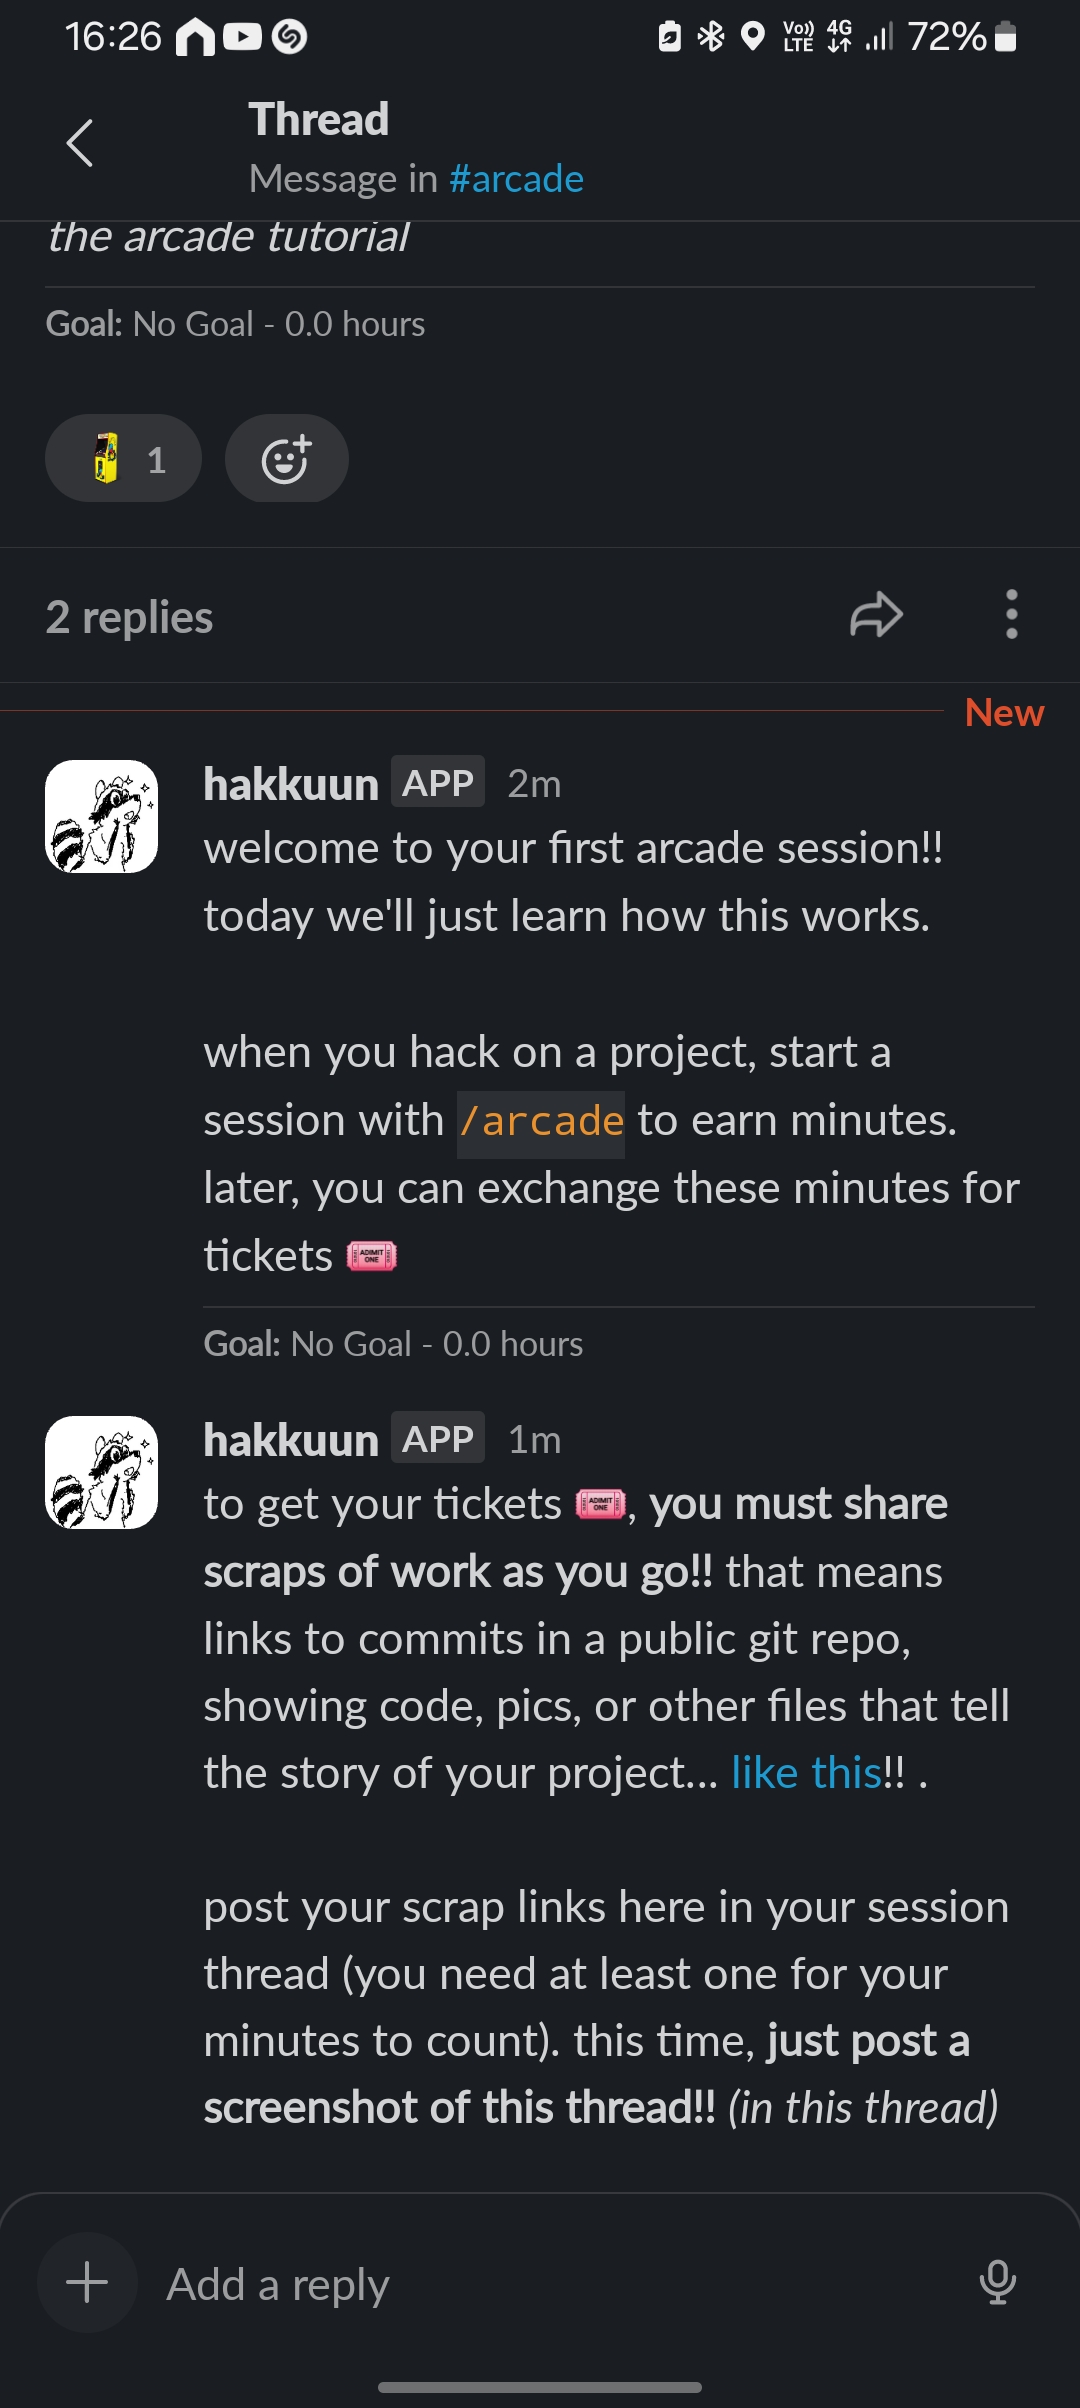 16:26
Vo)) LTE 4G 72%
Thread
Message in #arcade
the arcade tutorial
Goal: No Goal - 0.0 hours
1
2 replies
New
hakkuun APP 2m
welcome to your first arcade session!!
today we'll just learn how this works.
when you hack on a project, start a
session with /arcade to earn minutes.
later, you can exchange these minutes for
tickets ADMIT ONE
Goal: No Goal - 0.0 hours
hakkuun APP 1m
to get your tickets ADMIT ONE, you must share
scraps of work as you go!! that means
links to commits in a public git repo,
showing code, pics, or other files that tell
the story of your project... like this!! .
post your scrap links here in your session
thread (you need at least one for your
minutes to count). this time, just post a
screenshot of this thread!! (in this thread)
Add a reply